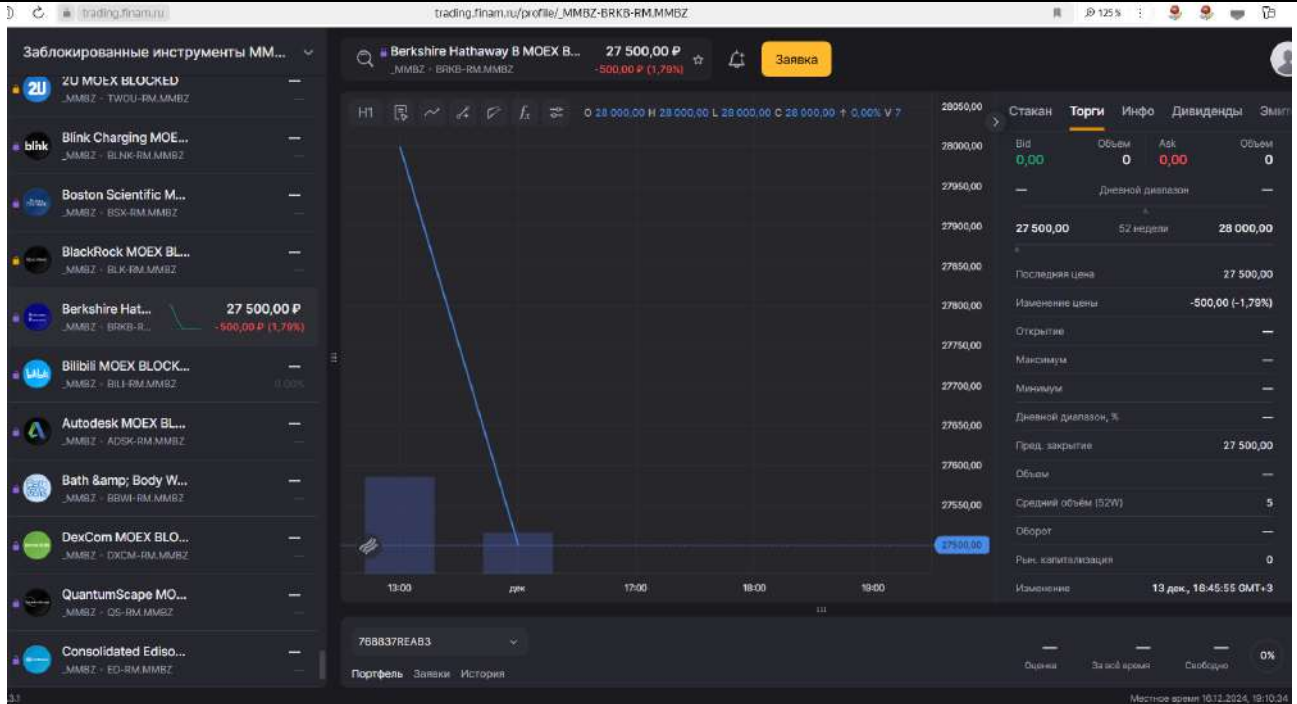 trading.finam.ru
trading.finam.ru/profile/_MMBZ-BRKB-RM.MMBZ
125 %
Заблокированные инструменты ММ...
2U MOEX BLOCKED
_MMBZ - TWOU-RM.MMBZ
Blink Charging MOE...
_MMBZ - BLNK-RM.MMBZ
Boston Scientific M...
_MMBZ - BSX-RM.MMBZ
BlackRock MOEX BL...
_MMBZ - BLK-RM.MMBZ
Berkshire Hat...
27 500,00 ₽
_MMBZ - BRKB-R...
-500,00 ₽ (1,79%)
Bilibili MOEX BLOCK...
_MMBZ - BILI-RM.MMBZ
0,00%
Autodesk MOEX BL...
_MMBZ - ADSK-RM.MMBZ
Bath &amp; Body W...
_MMBZ - BBWI-RM.MMBZ
DexCom MOEX BLO...
_MMBZ - DXCM-RM.MMBZ
QuantumScape MO...
_MMBZ - QS-RM.MMBZ
Consolidated Ediso...
_MMBZ - ED-RM.MMBZ
Berkshire Hathaway B MOEX B...
27 500,00 ₽
_MMBZ - BRKB-RM.MMBZ
-500,00 ₽ (1,79%)
Заявка
H1
O 28 000,00 H 28 000,00 L 28 000,00 C 28 000,00 ↑ 0,00% V 7
28050,00
28000,00
27950,00
27900,00
27850,00
27800,00
27750,00
27700,00
27650,00
27600,00
27550,00
27500,00
13:00 дек 17:00 18:00 19:00
Стакан Торги Инфо Дивиденды Эмит
Bid Объем Ask Объем
0,00 0 0,00 0
— Дневной диапазон —
27 500,00 52 недели 28 000,00
Последняя цена 27 500,00
Изменение цены -500,00 (-1,79%)
Открытие —
Максимум —
Минимум —
Дневной диапазон, % —
Пред. закрытие 27 500,00
Объем —
Средний объём (52W) 5
Оборот —
Рын. капитализация 0
Изменение 13 дек., 16:45:55 GMT+3
768837REAB3
Портфель Заявки История
Оценка За всё время Свободно 0%
Местное время 16.12.2024, 19:10:34